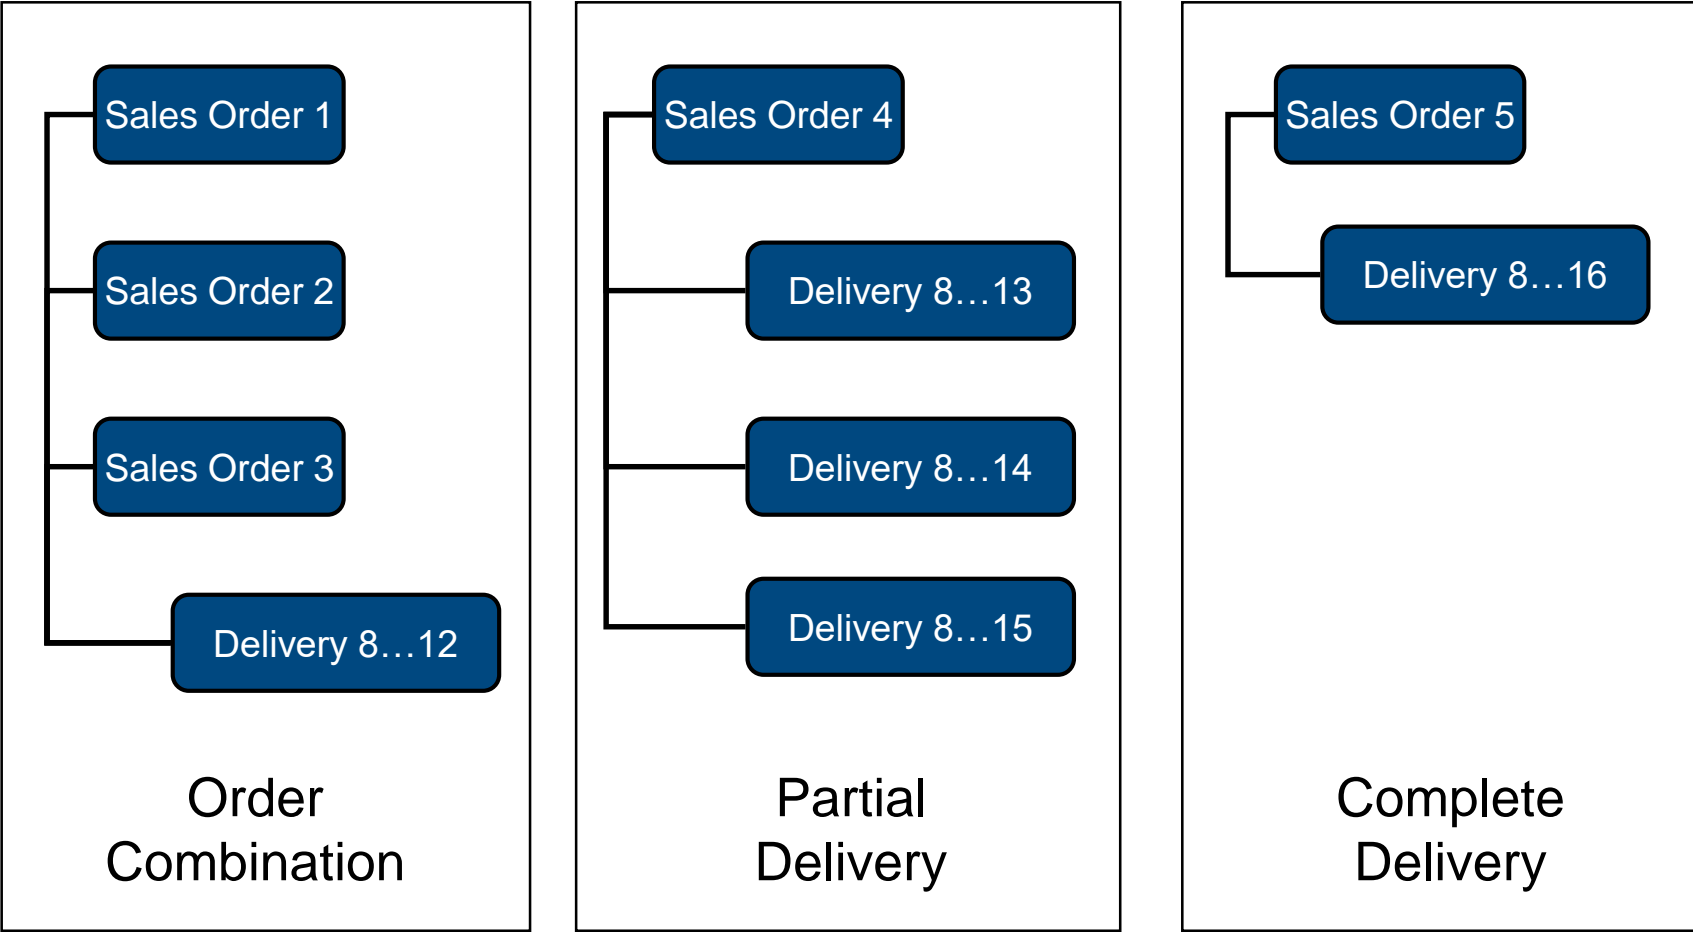 Sales Order 1
Sales Order 2
Sales Order 3
Delivery 8…12
Order
Combination
Sales Order 4
Delivery 8…13
Delivery 8…14
Delivery 8…15
Partial
Delivery
Sales Order 5
Delivery 8…16
Complete
Delivery